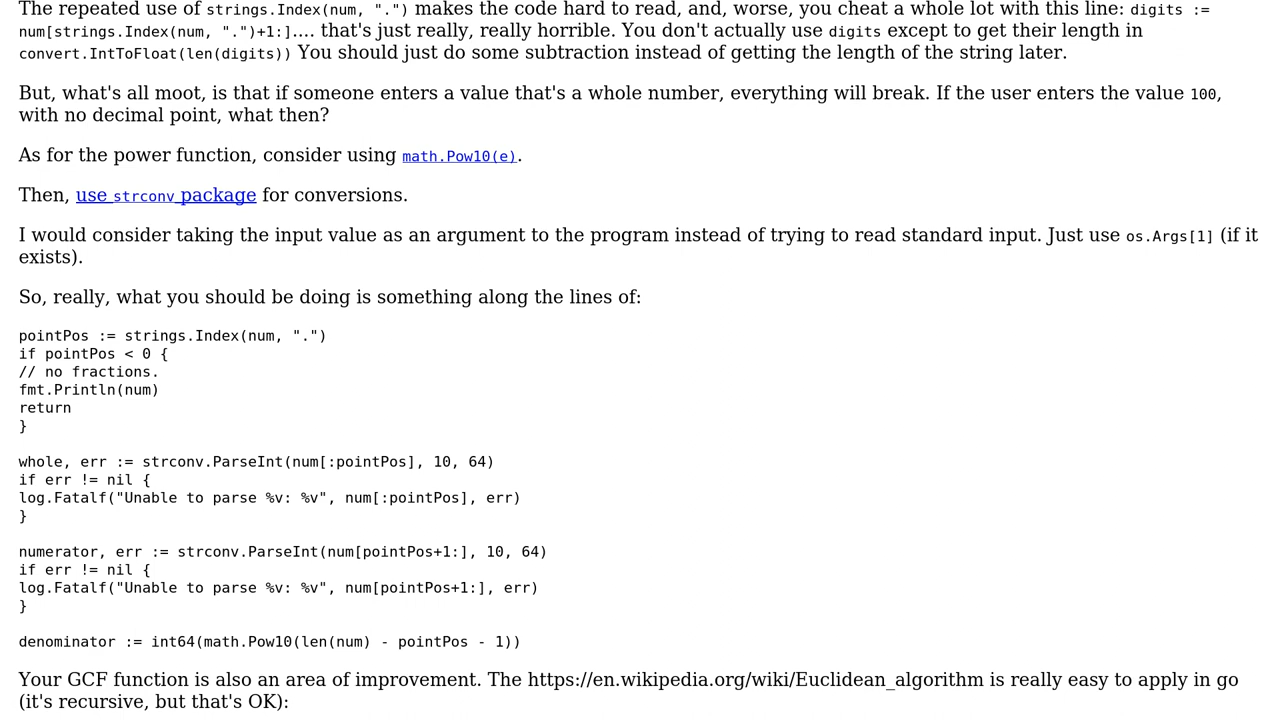 The repeated use of strings.Index(num, ".") makes the code hard to read, and, worse, you cheat a whole lot with this line: digits :=
num[strings.Index(num, ".")+1:].... that's just really, really horrible. You don't actually use digits except to get their length in
convert.IntToFloat(len(digits)) You should just do some subtraction instead of getting the length of the string later.
But, what's all moot, is that if someone enters a value that's a whole number, everything will break. If the user enters the value 100,
with no decimal point, what then?
As for the power function, consider using math.Pow10(e).
Then, use strconv package for conversions.
I would consider taking the input value as an argument to the program instead of trying to read standard input. Just use os.Args[1] (if it
exists).
So, really, what you should be doing is something along the lines of:
pointPos := strings.Index(num, ".")
if pointPos < 0 {
// no fractions.
fmt.Println(num)
return
}
whole, err := strconv.ParseInt(num[:pointPos], 10, 64)
if err != nil {
log.Fatalf("Unable to parse %v: %v", num[:pointPos], err)
}
numerator, err := strconv.ParseInt(num[pointPos+1:], 10, 64)
if err != nil {
log.Fatalf("Unable to parse %v: %v", num[pointPos+1:], err)
}
denominator := int64(math.Pow10(len(num) - pointPos - 1))
Your GCF function is also an area of improvement. The https://en.wikipedia.org/wiki/Euclidean_algorithm is really easy to apply in go
(it's recursive, but that's OK):